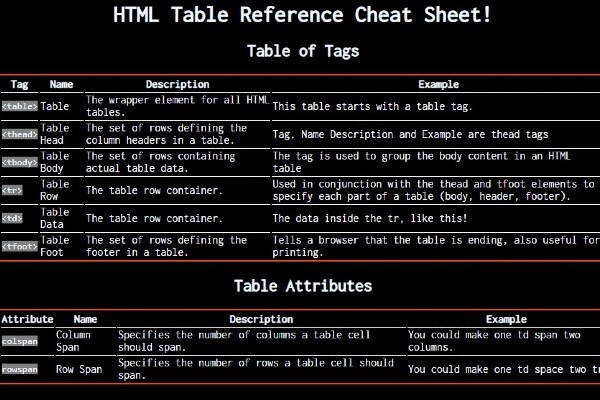 HTML Table Reference Cheat Sheet!
Table of Tags
Tag Name Description Example
<table> Table The wrapper element for all HTML tables. This table starts with a table tag.
<thead> Table Head The set of rows defining the column headers in a table. Tag, Name Description and Example are thead tags
<tbody> Table Body The set of rows containing actual table data. The tag is used to group the body content in an HTML table
<tr> Table Row The table row container. Used in conjunction with the thead and tfoot elements to specify each part of a table (body, header, footer).
<td> Table Data The table row container. The data inside the tr, like this!
<tfoot> Table Foot The set of rows defining the footer in a table. Tells a browser that the table is ending, also useful for printing.
Table Attributes
Attribute Name Description Example
colspan Column Span Specifies the number of columns a table cell should span. You could make one td span two columns.
rowspan Row Span Specifies the number of rows a table cell should span. You could make one td space two